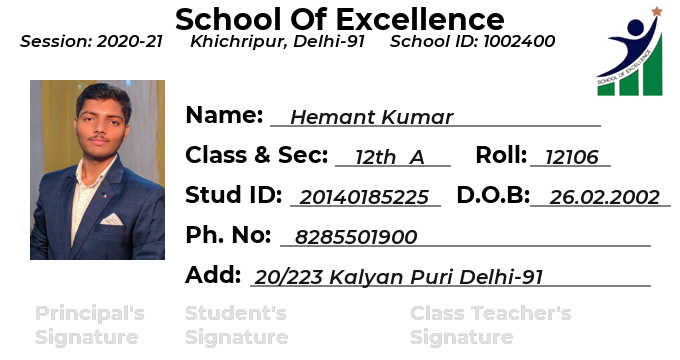 School Of Excellence
Session: 2020-21 Khichripur, Delhi-91 School ID: 1002400
SCHOOL OF EXCELLENCE
Name: Hemant Kumar
Class & Sec: 12th A Roll: 12106
Stud ID: 20140185225 D.O.B: 26.02.2002
Ph. No: 8285501900
Add: 20/223 Kalyan Puri Delhi-91
Principal's Student's Class Teacher's
Signature Signature Signature